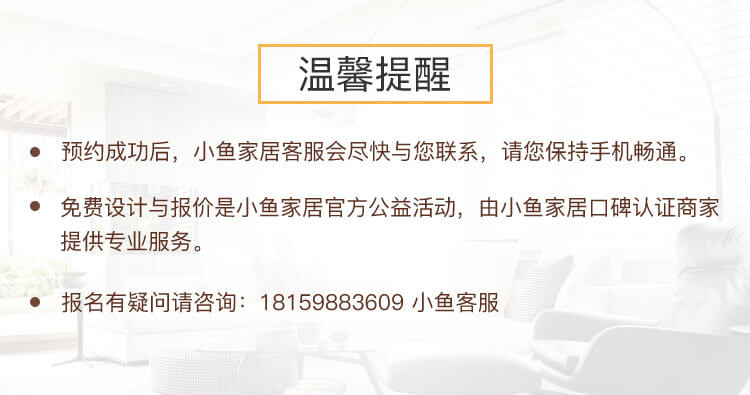 温馨提醒
预约成功后，小鱼家居客服会尽快与您联系，请您保持手机畅通。
免费设计与报价是小鱼家居官方公益活动，由小鱼家居口碑认证商家
提供专业服务。
报名有疑问请咨询：18159883609 小鱼客服